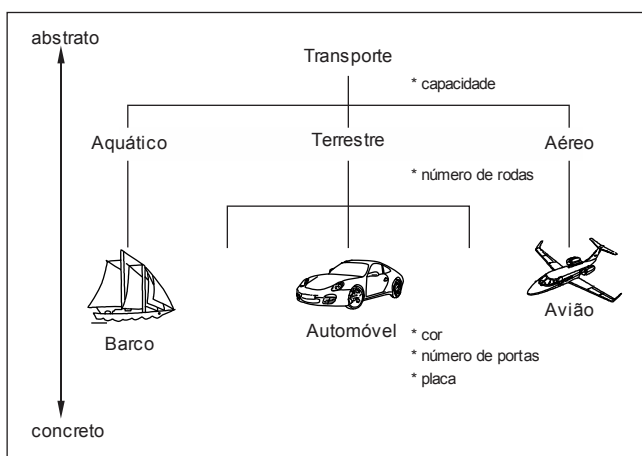 abstrato
Transporte
* capacidade
Aquático
Terrestre
Aéreo
* número de rodas
Barco
Automóvel
Avião
* cor
* número de portas
* placa
concreto